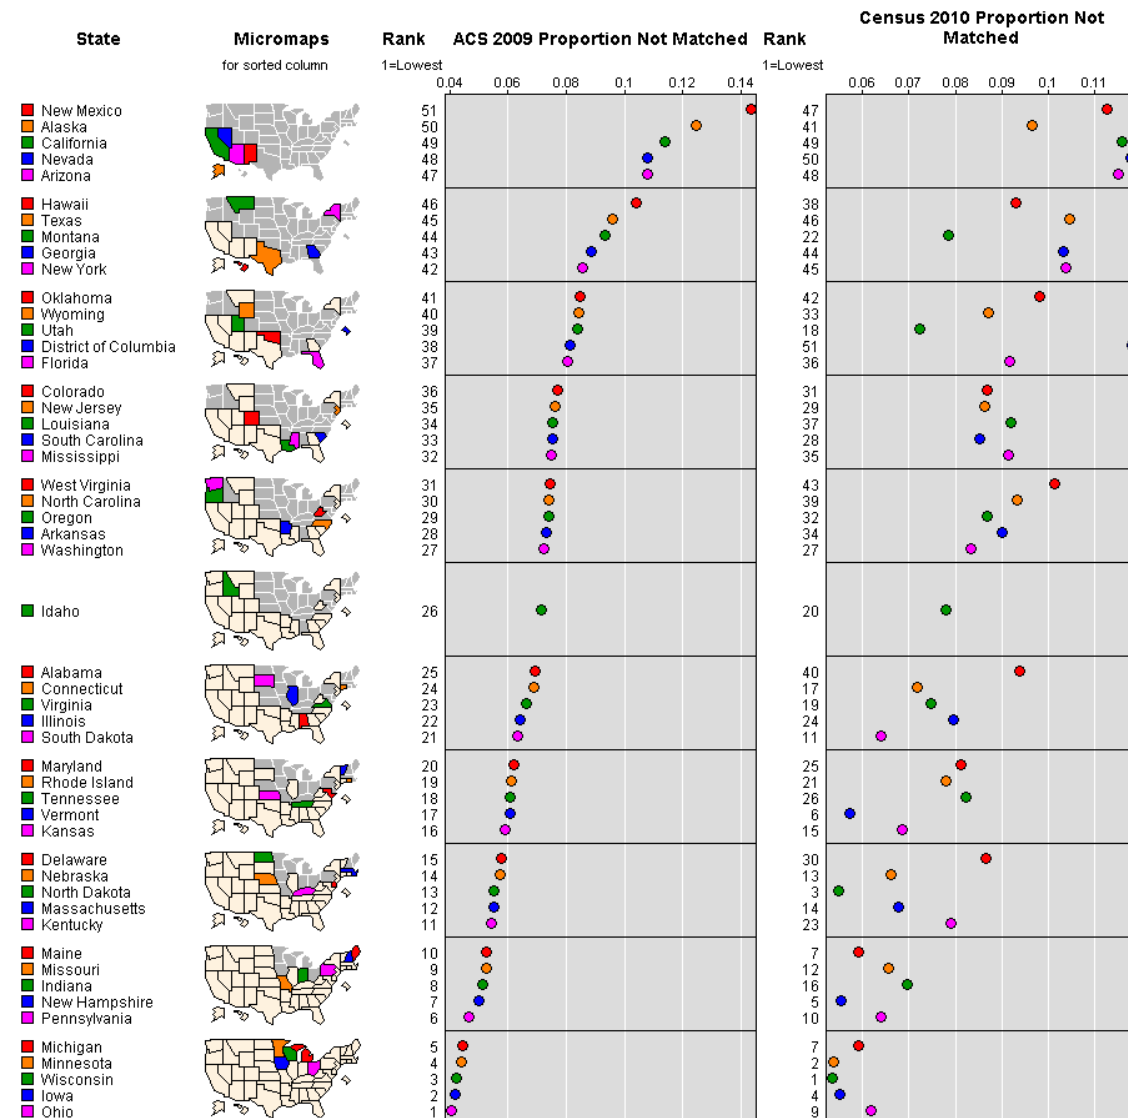 Census 2010 Proportion Not
State Micromaps Rank ACS 2009 Proportion Not Matched Rank Matched
for sorted column 1=Lowest 1=Lowest
0.04 0.06 0.08 0.1 0.12 0.14 0.06 0.07 0.08 0.09 0.1 0.11
New Mexico 51 47
Alaska 50 41
California 49 49
Nevada 48 50
Arizona 47 48
Hawaii 46 38
Texas 45 46
Montana 44 22
Georgia 43 44
New York 42 45
Oklahoma 41 42
Wyoming 40 33
Utah 39 18
District of Columbia 38 51
Florida 37 36
Colorado 36 31
New Jersey 35 29
Louisiana 34 37
South Carolina 33 28
Mississippi 32 35
West Virginia 31 43
North Carolina 30 39
Oregon 29 32
Arkansas 28 34
Washington 27 27
Idaho 26 20
Alabama 25 40
Connecticut 24 17
Virginia 23 19
Illinois 22 24
South Dakota 21 11
Maryland 20 25
Rhode Island 19 21
Tennessee 18 26
Vermont 17 6
Kansas 16 15
Delaware 15 30
Nebraska 14 13
North Dakota 13 3
Massachusetts 12 14
Kentucky 11 23
Maine 10 7
Missouri 9 12
Indiana 8 16
New Hampshire 7 5
Pennsylvania 6 10
Michigan 5 7
Minnesota 4 2
Wisconsin 3 1
Iowa 2 4
Ohio 1 9